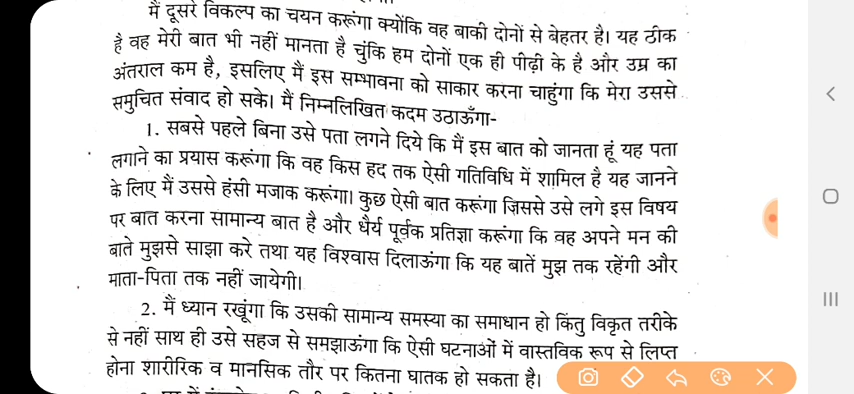 मैं दूसरे विकल्प का चयन करूंगा क्योंकि वह बाकी दोनों से बेहतर है। यह ठीक
है वह मेरी बात भी नहीं मानता है चुंकि हम दोनों एक ही पीढ़ी के है और उम्र का
अंतराल कम है, इसलिए मैं इस सम्भावना को साकार करना चाहुंगा कि मेरा उससे
समुचित संवाद हो सके। मैं निम्नलिखित कदम उठाऊँगा-
1. सबसे पहले बिना उसे पता लगने दिये कि मैं इस बात को जानता हूं यह पता
लगाने का प्रयास करूंगा कि वह किस हद तक ऐसी गतिविधि में शामिल है यह जानने
के लिए मैं उससे हंसी मजाक करूंगा। कुछ ऐसी बात करूंगा जिससे उसे लगे इस विषय
पर बात करना सामान्य बात है और धैर्य पूर्वक प्रतिज्ञा करूंगा कि वह अपने मन की
बाते मुझसे साझा करे तथा यह विश्वास दिलाऊंगा कि यह बातें मुझ तक रहेंगी और
माता-पिता तक नहीं जायेगी।
2. मैं ध्यान रखूंगा कि उसकी सामान्य समस्या का समाधान हो किंतु विकृत तरीके
से नहीं साथ ही उसे सहज से समझाऊंगा कि ऐसी घटनाओं में वास्तविक रूप से लिप्त
होना शारीरिक व मानसिक तौर पर कितना घातक हो सकता है।